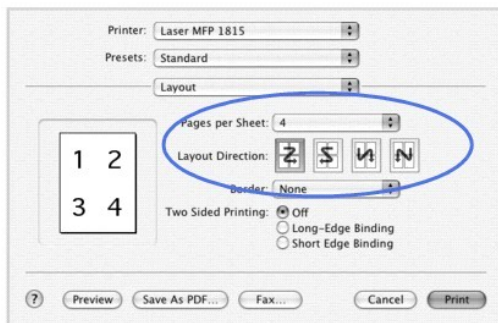 Printer: Laser MFP 1815
Presets: Standard
Layout
Pages per Sheet: 4
Layout Direction:
Border: None
Two Sided Printing: Off
Long-Edge Binding
Short Edge Binding
1 2
3 4
? Preview Save As PDF... Fax... Cancel Print